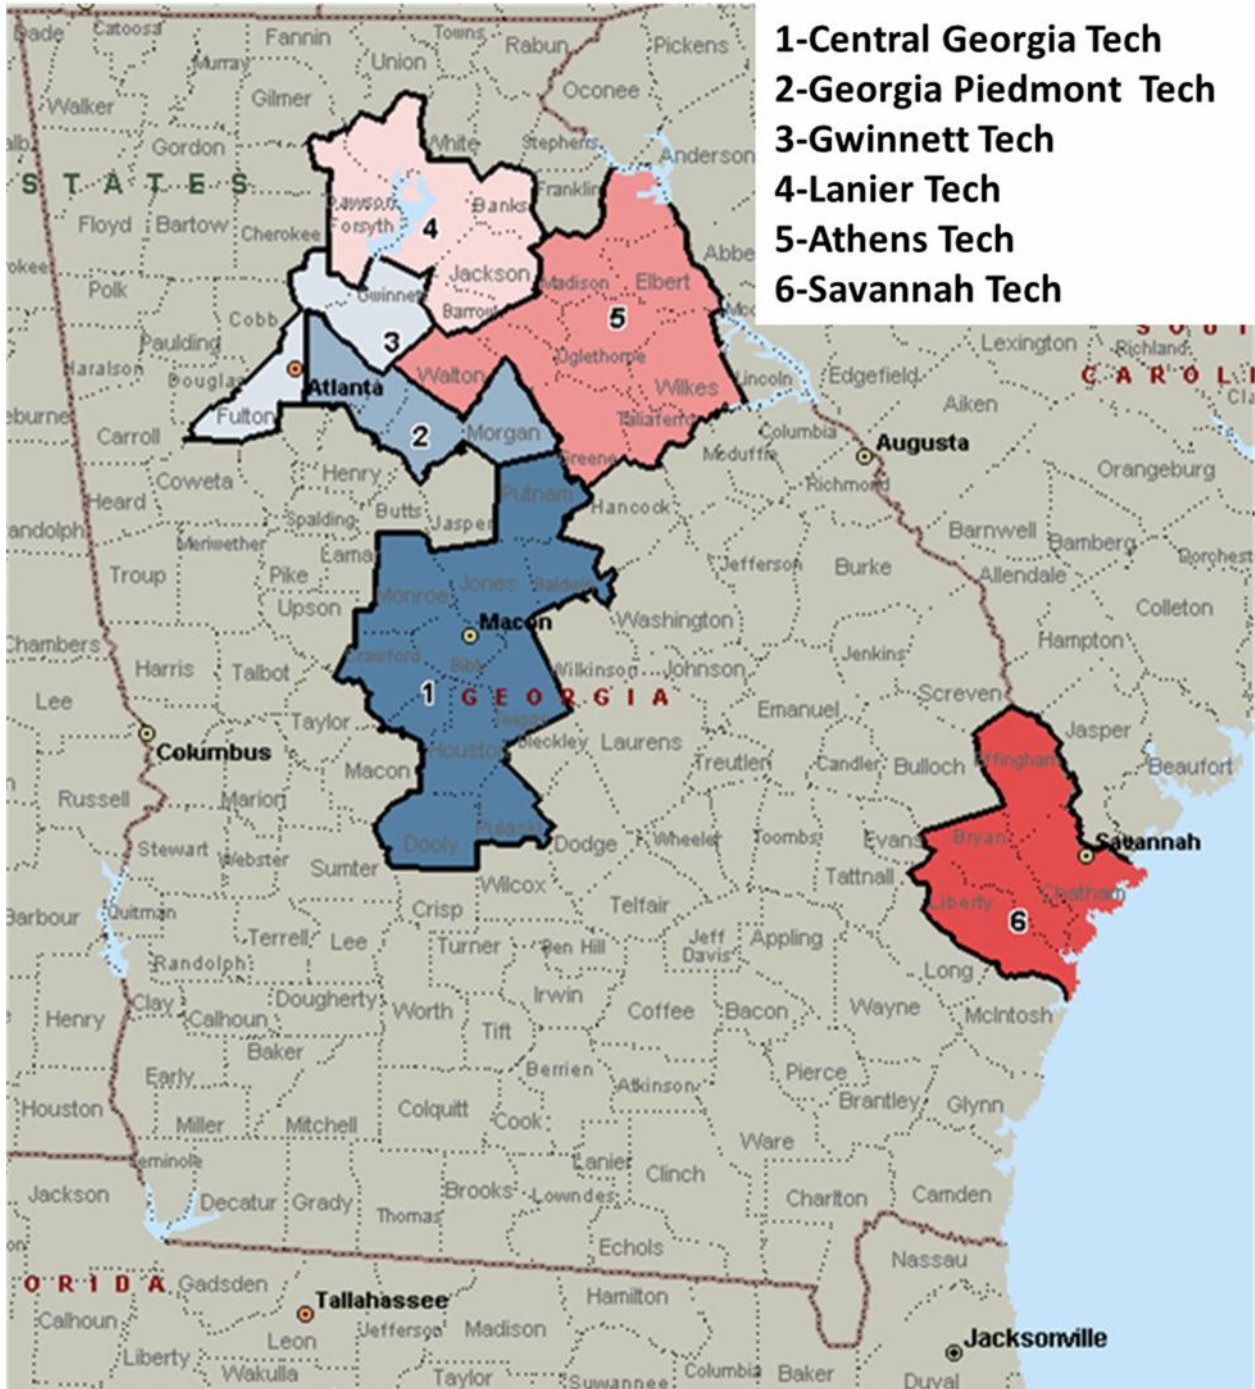 1-Central Georgia Tech
2-Georgia Piedmont Tech
3-Gwinnett Tech
4-Lanier Tech
5-Athens Tech
6-Savannah Tech
Dade
Catoosa
Fannin
Towns
Rabun
Pickens
Murray
Union
Walker
Gilmer
Oconee
Gordon
White
Stephens
Anderson
STATES
Franklin
Floyd
Bartow
Cherokee
Dawson
Forsyth
4
Banks
Abbe
Polk
Gwinnett
Jackson
Madison
Elbert
Cobb
Barrow
5
Paulding
3
Oglethorpe
Lexington
Richland
Haralson
Douglas
Atlanta
Walton
Wilkes
Lincoln
Edgefield
CAROLI
Fulton
2
Morgan
Taliaferro
Aiken
Carroll
Greene
Columbia
Augusta
Mcduffie
Orangeburg
Coweta
Henry
Putnam
Richmond
Heard
Butts
Jasper
Hancock
Spalding
Barnwell
andolph
Meriwether
Bamberg
Lamar
Dorchest
Troup
Pike
Monroe
Jones
Baldwin
Jefferson
Burke
Allendale
Upson
Macon
Washington
Colleton
Chambers
Crawford
Bibb
Hampton
Harris
Talbot
Wilkinson
Johnson
Jenkins
Lee
1
GEORGIA
Screven
Taylor
Twiggs
Emanuel
Jasper
Columbus
Houston
Bleckley
Laurens
Macon
Treutlen
Candler
Bulloch
Effingham
Beaufort
Russell
Marion
Stewart
Webster
Dooly
Pulaski
Dodge
Wheeler
Toombs
Evans
Bryan
Savannah
Sumter
Wilcox
Tattnall
Chatham
Barbour
Quitman
Crisp
Telfair
Liberty
6
Terrell
Lee
Turner
Ben Hill
Jeff
Davis
Appling
Randolph
Long
Clay
Dougherty
Irwin
Henry
Calhoun
Worth
Coffee
Bacon
Wayne
McIntosh
Tift
Baker
Early
Berrien
Atkinson
Pierce
Houston
Colquitt
Brantley
Glynn
Miller
Mitchell
Cook
Ware
Seminole
Lanier
Clinch
Jackson
Decatur
Grady
Brooks
Lowndes
Charlton
Camden
Thomas
Echols
Nassau
ORIDA
Gadsden
Hamilton
Tallahassee
Calhoun
Jefferson
Madison
Leon
Jacksonville
Liberty
Wakulla
Taylor
Suwannee
Columbia
Baker
Duval